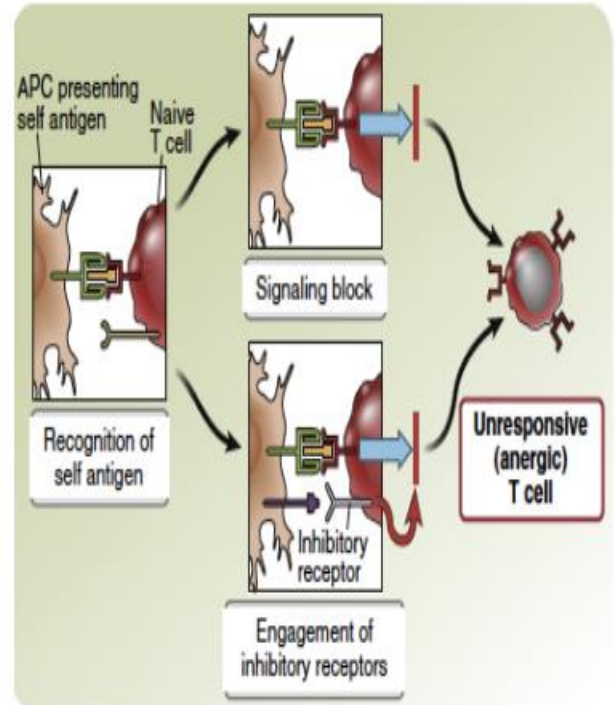 APC presenting
self antigen
Naive
T cell
Recognition of
self antigen
Signaling block
Inhibitory
receptor
Engagement of
inhibitory receptors
Unresponsive
(anergic)
T cell